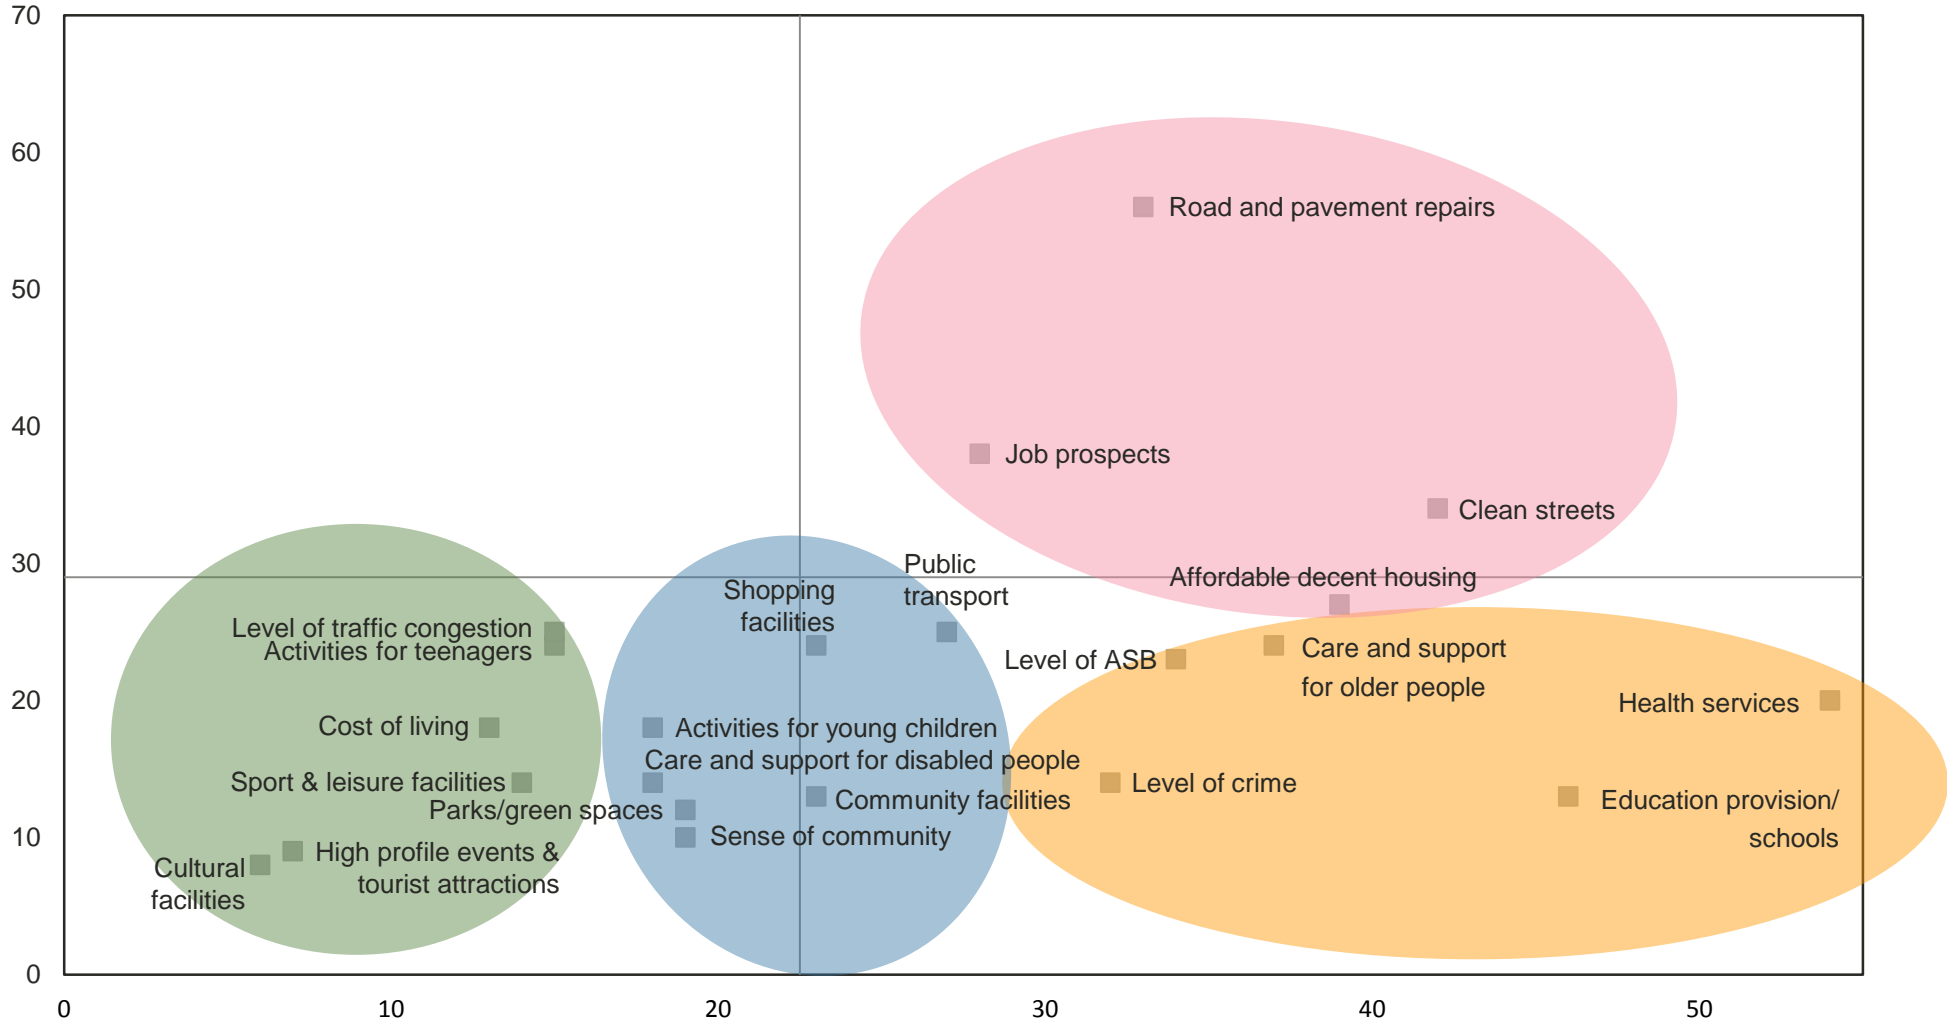 70
60
50
40
30
20
10
0
Road and pavement repairs
Job prospects
Clean streets
Affordable decent housing
Public
transport
Shopping
facilities
Level of traffic congestion
Activities for teenagers
Level of ASB
Care and support
for older people
Health services
Cost of living
Activities for young children
Care and support for disabled people
Sport & leisure facilities
Level of crime
Parks/green spaces
Community facilities
Education provision/
schools
Sense of community
High profile events &
tourist attractions
Cultural
facilities
0
10
20
30
40
50